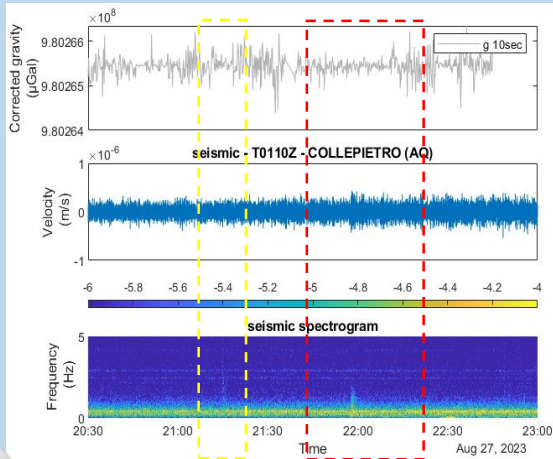 ×10⁸
9.80266
9.80265
9.80264
Corrected gravity
(μGal)
g 10sec
×10⁻⁶
seismic - T0110Z - COLLEPIETRO (AQ)
1
0
-1
Velocity
(m/s)
-6 -5.8 -5.6 -5.4 -5.2 -5 -4.8 -4.6 -4.4 -4.2 -4
seismic spectrogram
5
0
Frequency
(Hz)
20:30 21:00 21:30 22:00 22:30 23:00
Time
Aug 27, 2023